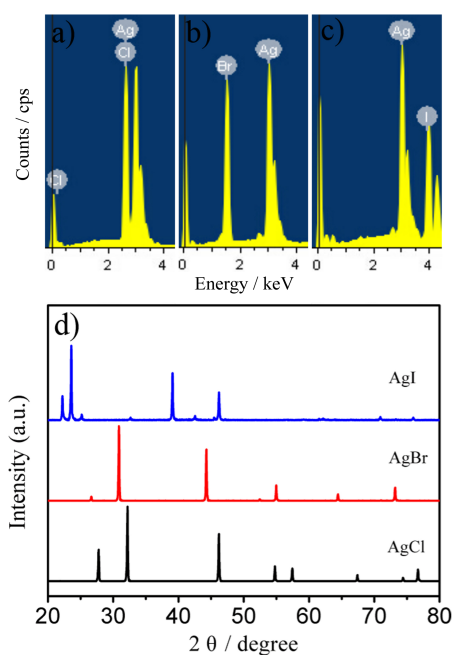 a)
Ag
Cl
Cl
b)
Br
Ag
c)
Ag
I
Counts / cps
0 2 4
0 2 4
0 2 4
Energy / keV
d)
AgI
AgBr
AgCl
Intensity (a.u.)
20 30 40 50 60 70 80
2 θ / degree